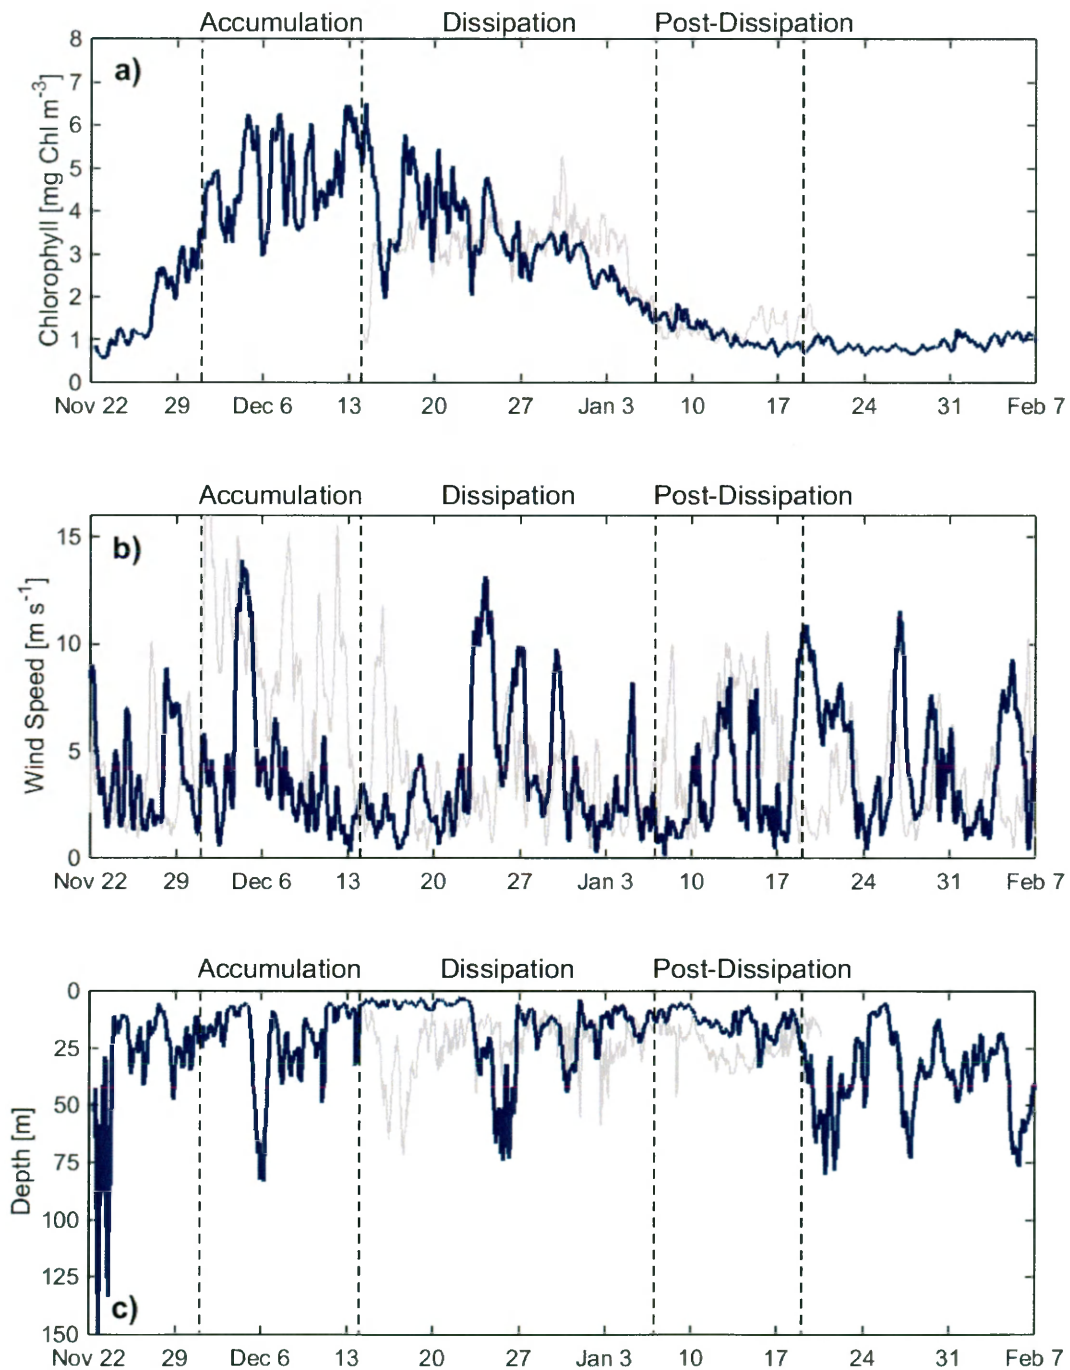 Accumulation Dissipation Post-Dissipation
a)
Chlorophyll [mg Chl m-3]
8
7
6
5
4
3
2
1
0
Nov 22 29 Dec 6 13 20 27 Jan 3 10 17 24 31 Feb 7
Accumulation Dissipation Post-Dissipation
b)
Wind Speed [m s-1]
15
10
5
0
Nov 22 29 Dec 6 13 20 27 Jan 3 10 17 24 31 Feb 7
Accumulation Dissipation Post-Dissipation
Depth [m]
0
25
50
75
100
125
150
c)
Nov 22 29 Dec 6 13 20 27 Jan 3 10 17 24 31 Feb 7